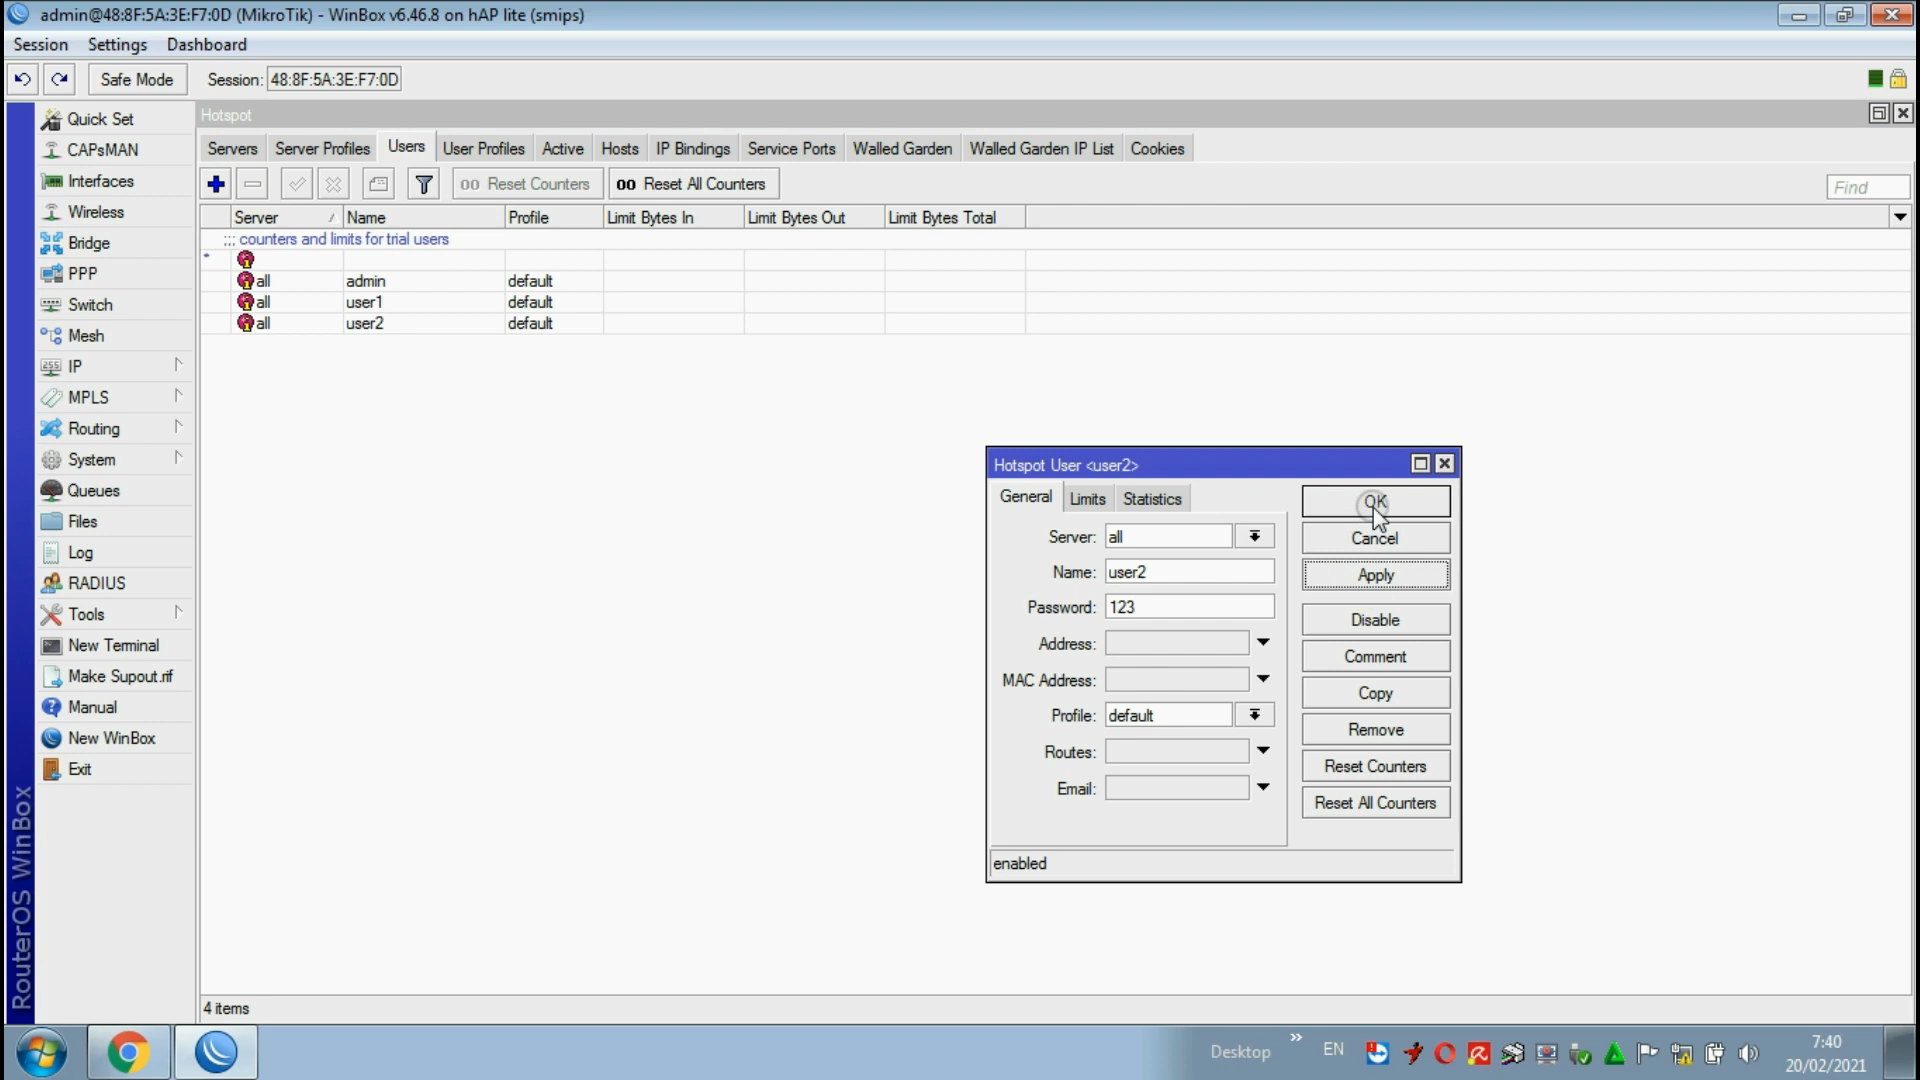 admin@48:8F:5A:3E:F7:0D (MikroTik) - WinBox v6.46.8 on hAP lite (smips)
Session Settings Dashboard
Safe Mode Session: 48:8F:5A:3E:F7:0D
Quick Set
CAPsMAN
Interfaces
Wireless
Bridge
PPP
Switch
Mesh
255 IP
MPLS
Routing
System
Queues
Files
Log
RADIUS
Tools
New Terminal
Make Supout.rif
Manual
New WinBox
Exit
RouterOS WinBox
Hotspot
Servers Server Profiles Users User Profiles Active Hosts IP Bindings Service Ports Walled Garden Walled Garden IP List Cookies
00 Reset Counters 00 Reset All Counters Find
Server / Name Profile Limit Bytes In Limit Bytes Out Limit Bytes Total
;;; counters and limits for trial users
*
all admin default
all user1 default
all user2 default
Hotspot User <user2>
General Limits Statistics
Server: all
Name: user2
Password: 123
Address:
MAC Address:
Profile: default
Routes:
Email:
OK
Cancel
Apply
Disable
Comment
Copy
Remove
Reset Counters
Reset All Counters
enabled
4 items
Desktop » EN 7:40
20/02/2021